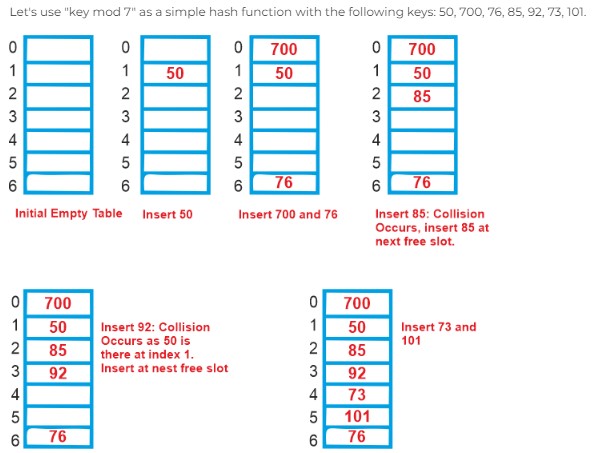 Let's use "key mod 7" as a simple hash function with the following keys: 50, 700, 76, 85, 92, 73, 101.
0 0 0 700 0 700
1 1 50 1 50 1 50
2 2 2 2 85
3 3 3 3
4 4 4 4
5 5 5 5
6 6 6 76 6 76
Initial Empty Table
Insert 50
Insert 700 and 76
Insert 85: Collision
Occurs, insert 85 at
next free slot.
0 700
1 50
2 85
3 92
4
5
6 76
Insert 92: Collision
Occurs as 50 is
there at index 1.
Insert at nest free slot
0 700
1 50
2 85
3 92
4 73
5 101
6 76
Insert 73 and
101